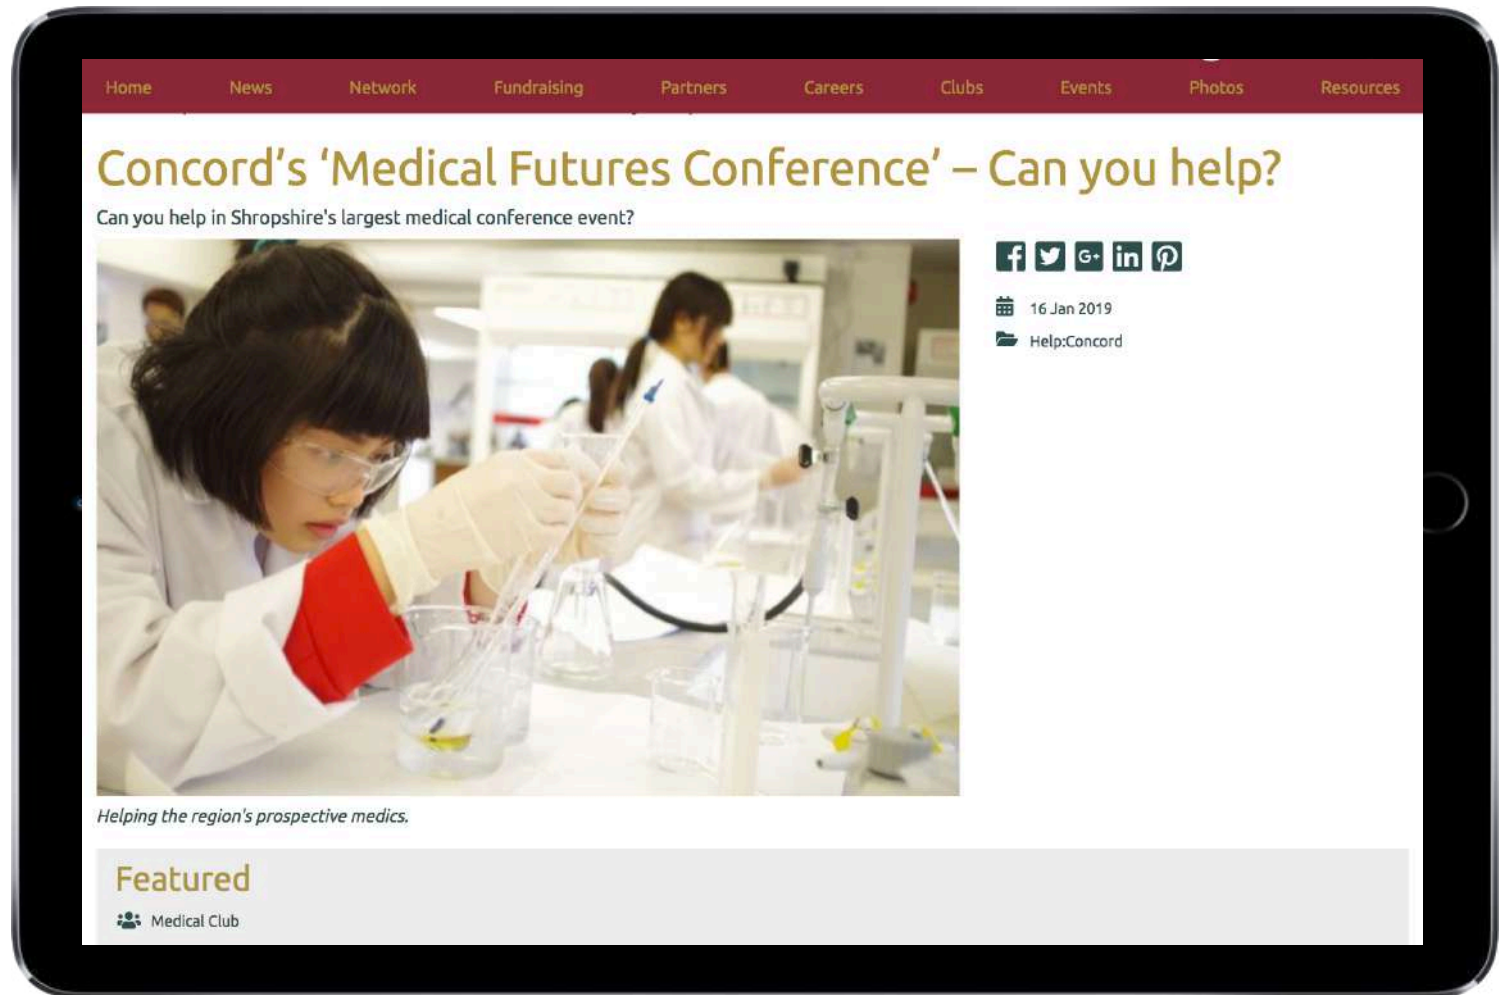 Home News Network Fundraising Partners Careers Clubs Events Photos Resources
Concord’s ‘Medical Futures Conference’ – Can you help?
Can you help in Shropshire's largest medical conference event?
16 Jan 2019
Help:Concord
Helping the region's prospective medics.
Featured
Medical Club